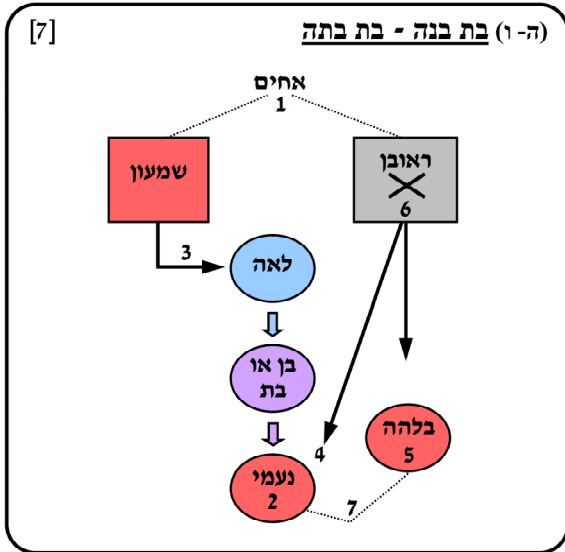 (ה- ו) בת בנה - בת בתה
[7]
אחים
1
ראובן
6
שמעון
3
לאה
בן או
בת
4
בלהה
5
נעמי
2
7